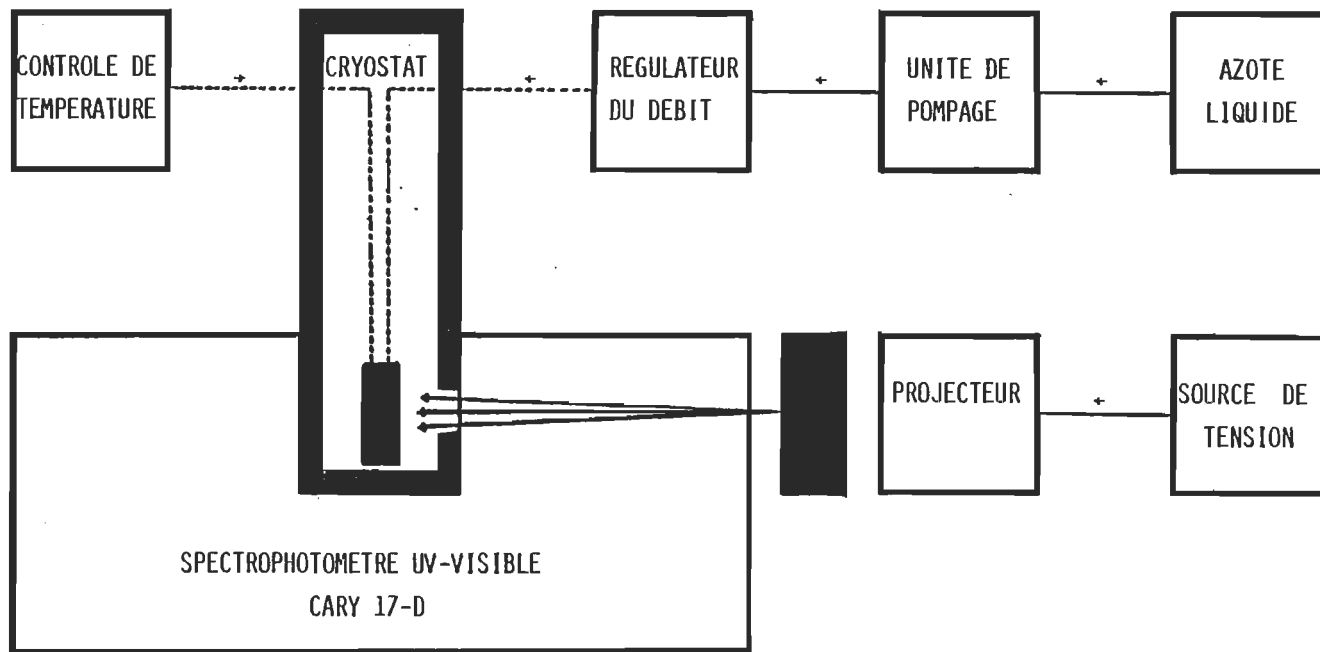 CONTROLE DE
TEMPERATURE
CRYOSTAT
REGULATEUR
DU DEBIT
UNITE DE
POMPAGE
AZOTE
LIQUIDE
PROJECTEUR
SOURCE DE
TENSION
SPECTROPHOTOMETRE UV-VISIBLE
CARY 17-D